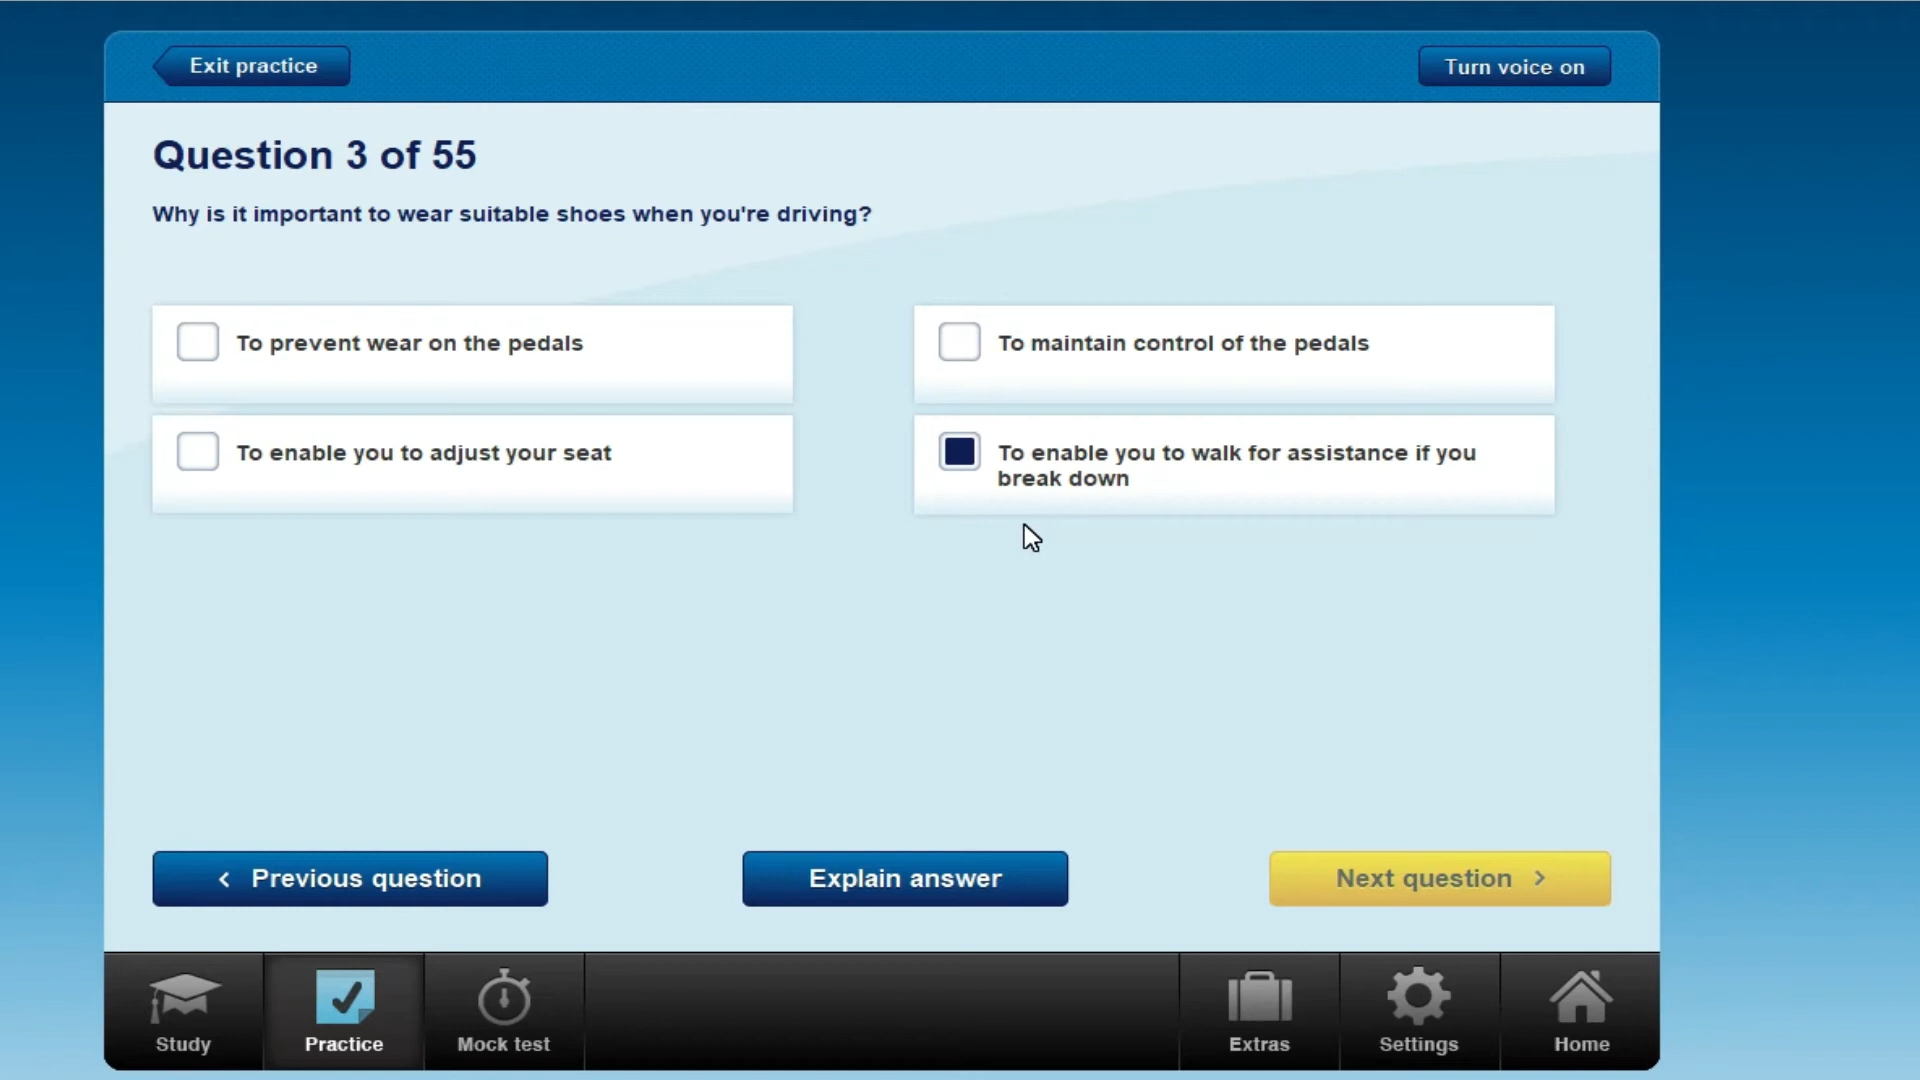 Exit practice
Turn voice on
Question 3 of 55
Why is it important to wear suitable shoes when you're driving?
To prevent wear on the pedals
To maintain control of the pedals
To enable you to adjust your seat
To enable you to walk for assistance if you
break down
Previous question
Explain answer
Next question
Study
Practice
Mock test
Extras
Settings
Home